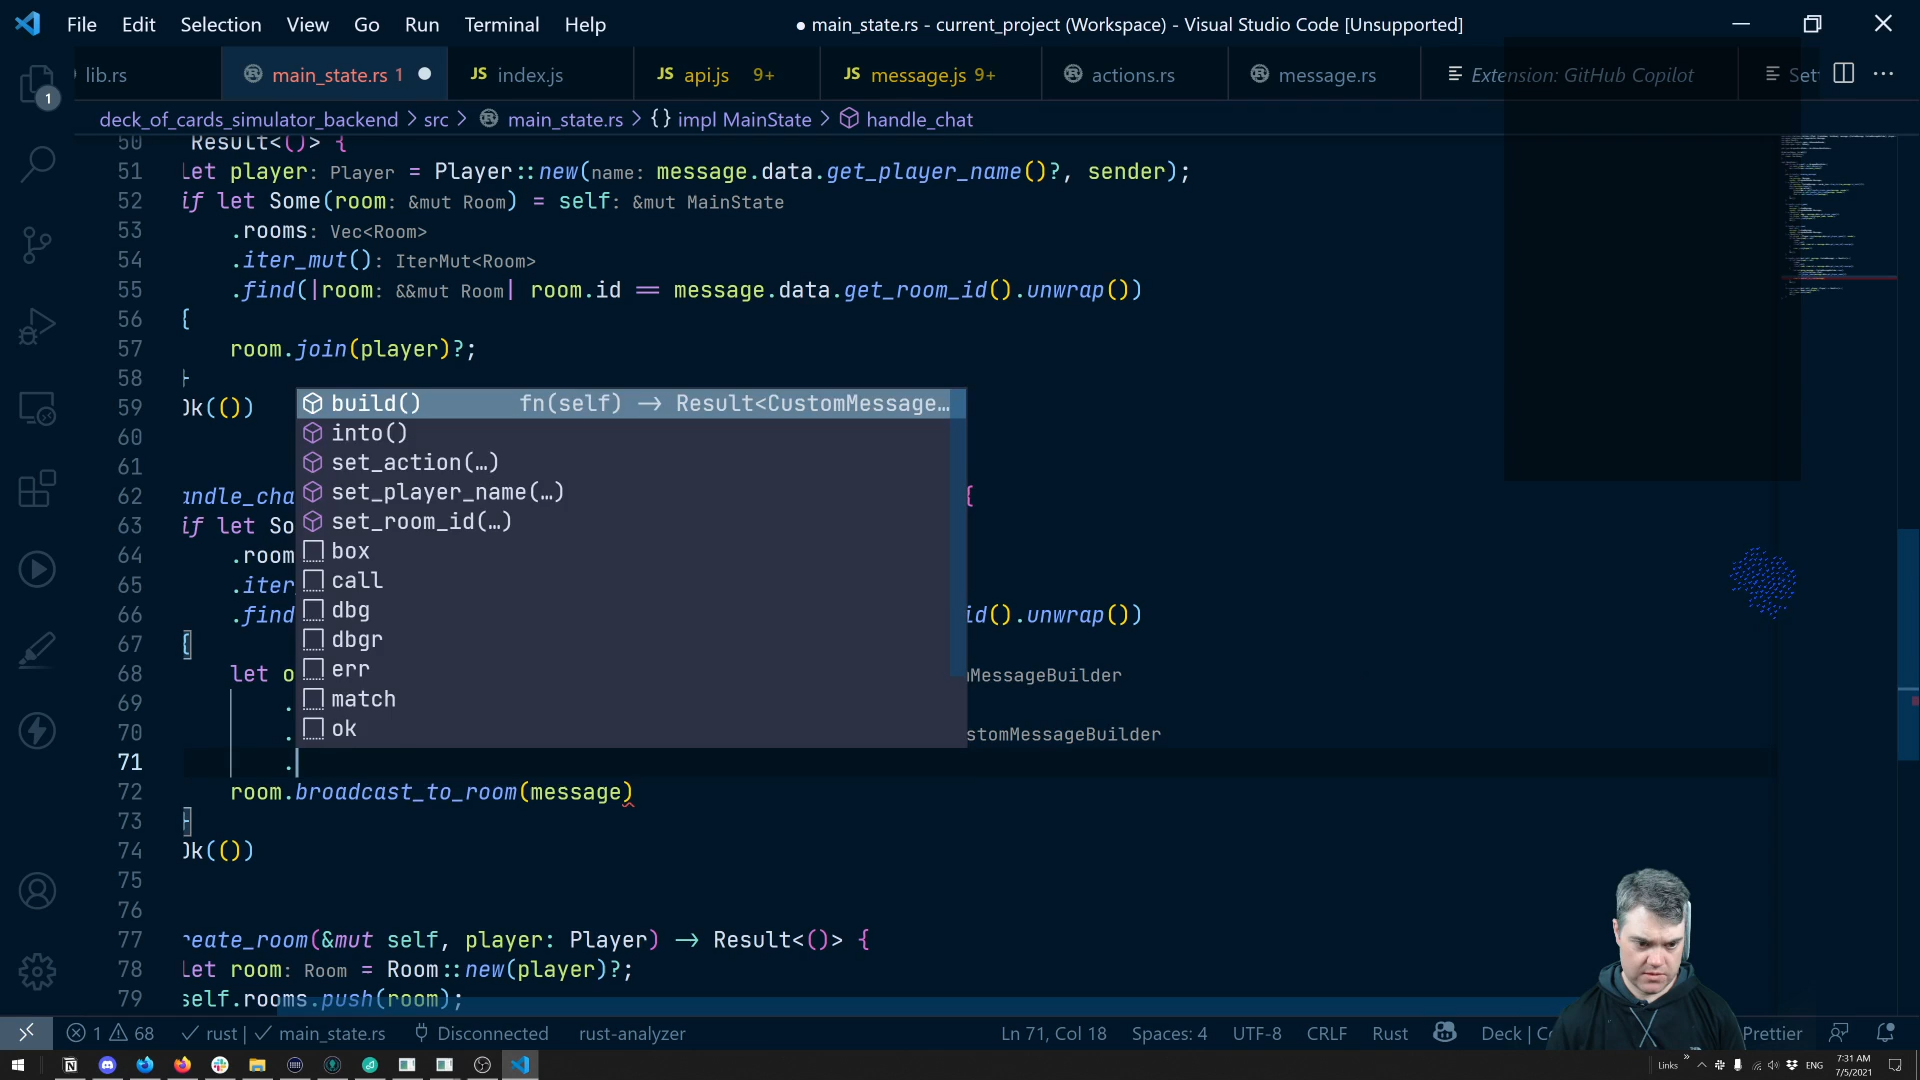 File Edit Selection View Go Run Terminal Help
● main_state.rs - current_project (Workspace) - Visual Studio Code [Unsupported]
lib.rs
main_state.rs 1
JS index.js
JS api.js 9+
JS message.js 9+
actions.rs
message.rs
Extension: GitHub Copilot
Set
1
deck_of_cards_simulator_backend > src > main_state.rs > {} impl MainState > handle_chat
50 Result<()> {
51 let player: Player = Player::new(name: message.data.get_player_name()?, sender);
52 if let Some(room: &mut Room) = self: &mut MainState
53 .rooms: Vec<Room>
54 .iter_mut(): IterMut<Room>
55 .find(|room: &&mut Room| room.id == message.data.get_room_id().unwrap())
56 {
57 room.join(player)?;
58 }
59 Ok(())
60
61
62 andle_cha {
63 if let So
64 .room
65 .iter
66 .find id().unwrap())
67 {
68 let o mMessageBuilder
69 .
70 . stomMessageBuilder
71 .
72 room.broadcast_to_room(message)
73 }
74 Ok(())
75
76
77 reate_room(&mut self, player: Player) -> Result<()> {
78 let room: Room = Room::new(player)?;
79 self.rooms.push(room);
build() fn(self) -> Result<CustomMessage…
into()
set_action(…)
set_player_name(…)
set_room_id(…)
box
call
dbg
dbgr
err
match
ok
1 68 rust | main_state.rs Disconnected rust-analyzer
Ln 71, Col 18 Spaces: 4 UTF-8 CRLF Rust Deck | Co Prettier
Links » ENG 7:31 AM
7/5/2021